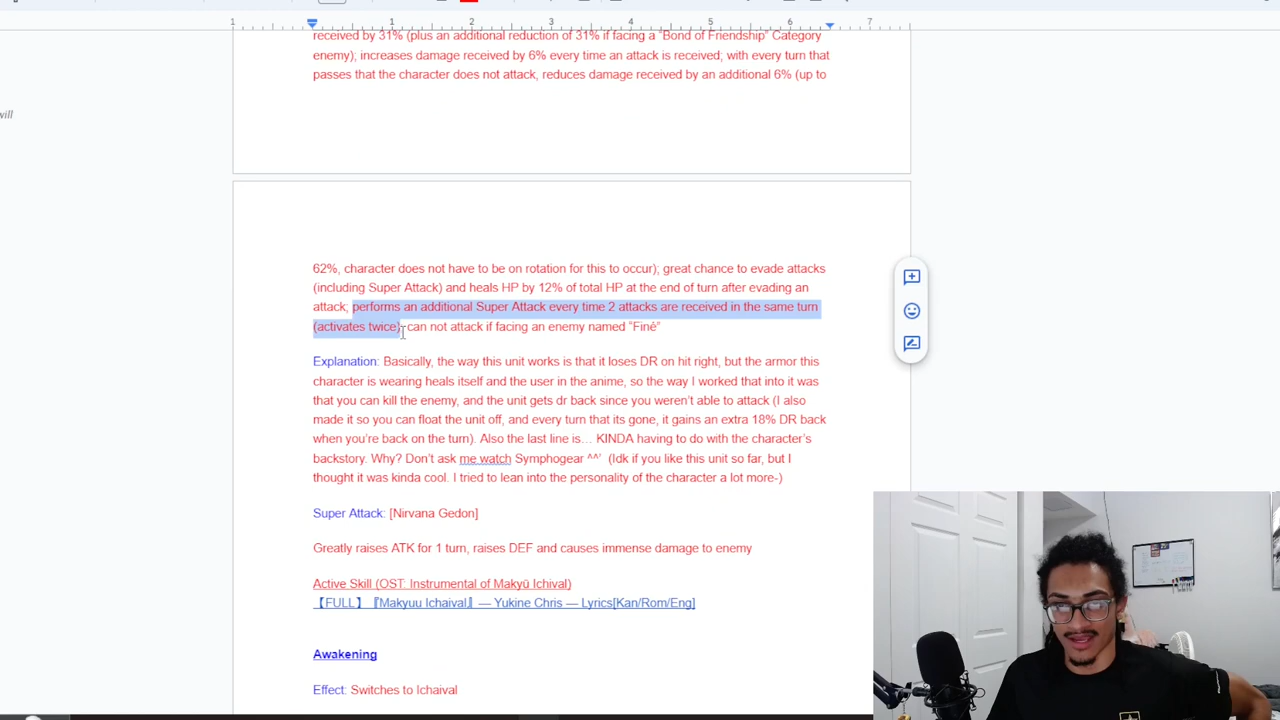 1 1 2 3 4 5 6 7
received by 31% (plus an additional reduction of 31% if facing a “Bond of Friendship” Category
enemy); increases damage received by 6% every time an attack is received; with every turn that
passes that the character does not attack, reduces damage received by an additional 6% (up to
will
62%, character does not have to be on rotation for this to occur); great chance to evade attacks
(including Super Attack) and heals HP by 12% of total HP at the end of turn after evading an
attack; performs an additional Super Attack every time 2 attacks are received in the same turn
(activates twice); can not attack if facing an enemy named “Finé”
Explanation: Basically, the way this unit works is that it loses DR on hit right, but the armor this
character is wearing heals itself and the user in the anime, so the way I worked that into it was
that you can kill the enemy, and the unit gets dr back since you weren’t able to attack (I also
made it so you can float the unit off, and every turn that its gone, it gains an extra 18% DR back
when you’re back on the turn). Also the last line is… KINDA having to do with the character’s
backstory. Why? Don’t ask me watch Symphogear ^^’ (Idk if you like this unit so far, but I
thought it was kinda cool. I tried to lean into the personality of the character a lot more-)
Super Attack: [Nirvana Gedon]
Greatly raises ATK for 1 turn, raises DEF and causes immense damage to enemy
Active Skill (OST: Instrumental of Makyū Ichival)
【FULL】『Makyuu Ichaival』 — Yukine Chris — Lyrics[Kan/Rom/Eng]
Awakening
Effect: Switches to Ichaival